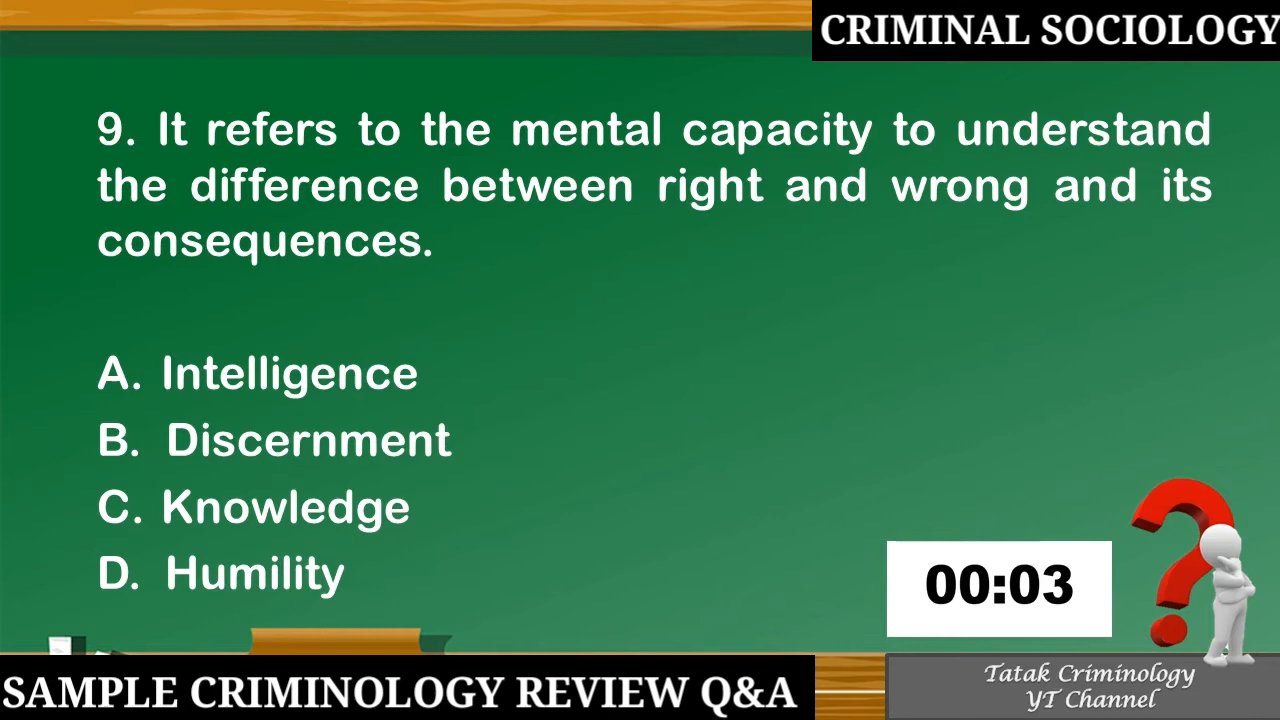 CRIMINAL SOCIOLOGY
9. It refers to the mental capacity to understand
the difference between right and wrong and its
consequences.
A. Intelligence
B. Discernment
C. Knowledge
D. Humility
00:03
SAMPLE CRIMINOLOGY REVIEW Q&A
Tatak Criminology
YT Channel